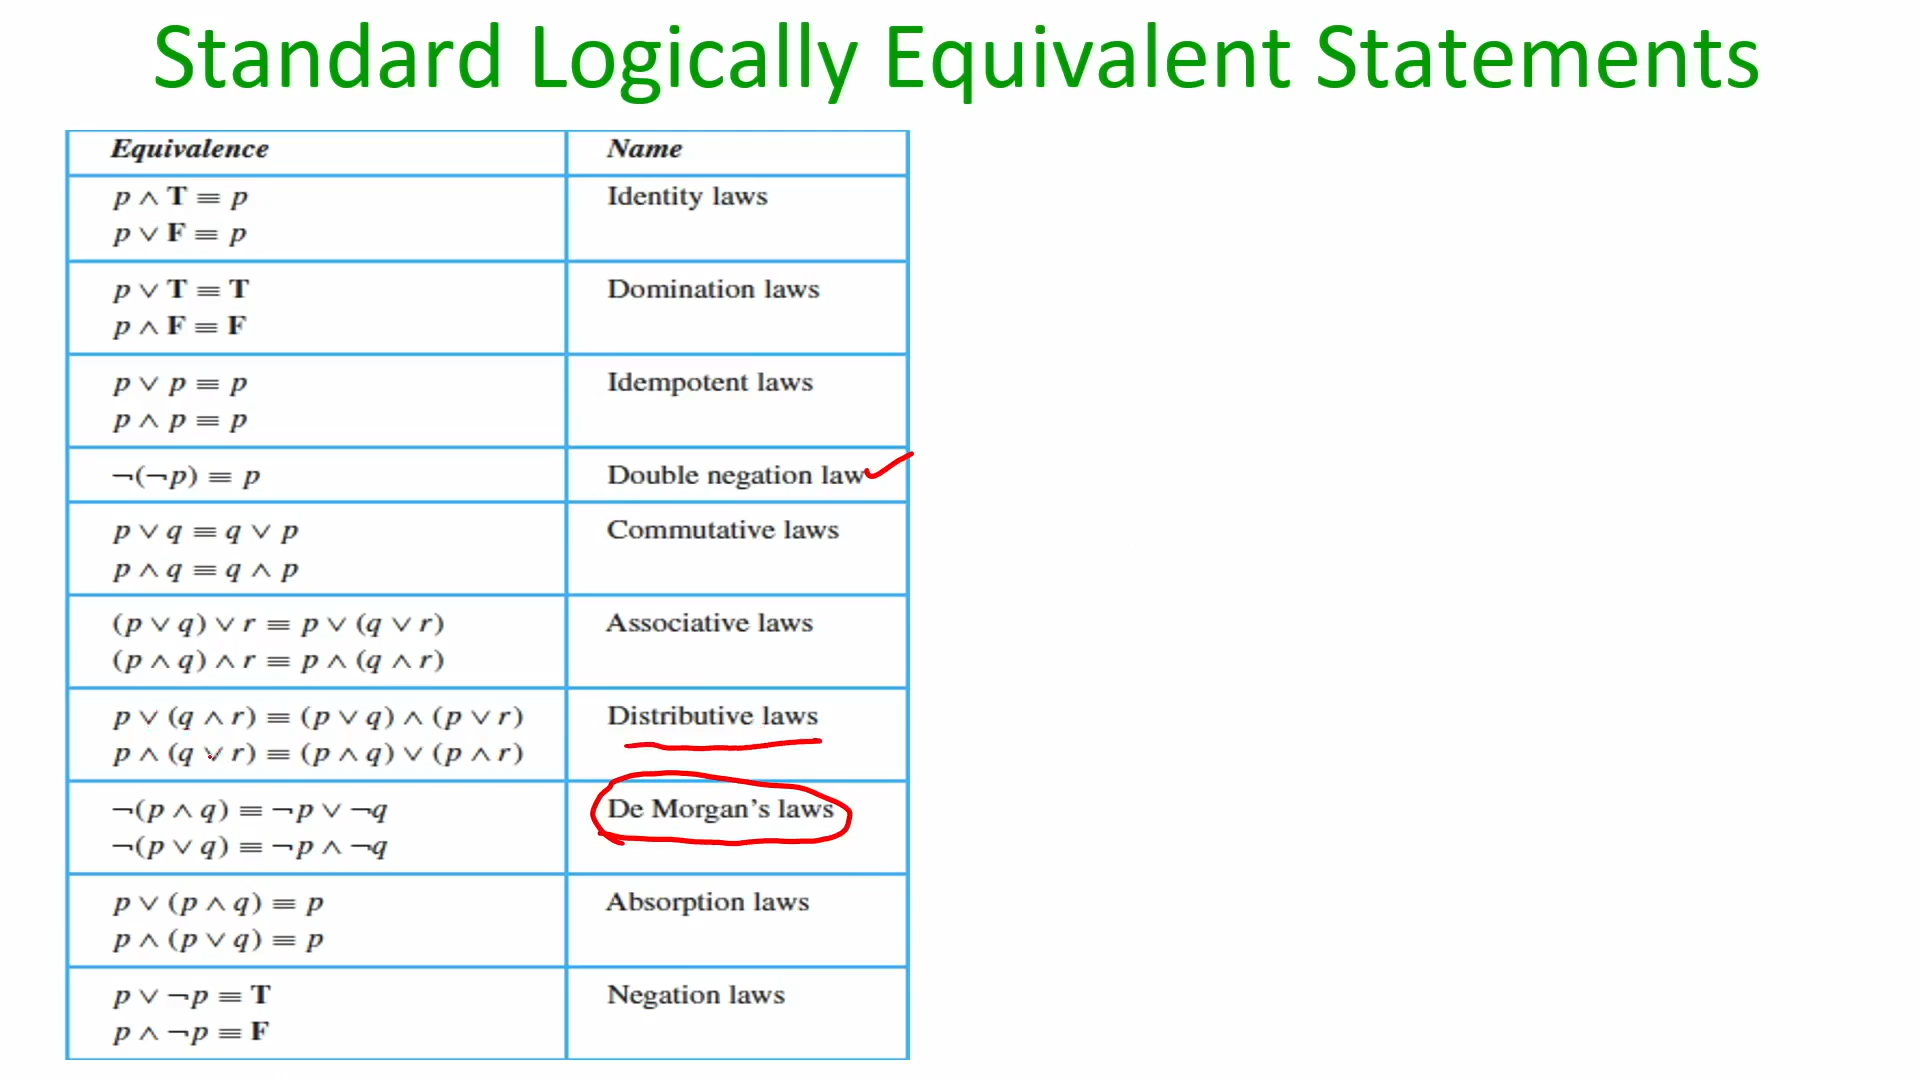 Standard Logically Equivalent Statements
Equivalence Name
p ∧ T ≡ p Identity laws
p ∨ F ≡ p
p ∨ T ≡ T Domination laws
p ∧ F ≡ F
p ∨ p ≡ p Idempotent laws
p ∧ p ≡ p
¬(¬p) ≡ p Double negation law
p ∨ q ≡ q ∨ p Commutative laws
p ∧ q ≡ q ∧ p
(p ∨ q) ∨ r ≡ p ∨ (q ∨ r) Associative laws
(p ∧ q) ∧ r ≡ p ∧ (q ∧ r)
p ∨ (q ∧ r) ≡ (p ∨ q) ∧ (p ∨ r) Distributive laws
p ∧ (q ∨ r) ≡ (p ∧ q) ∨ (p ∧ r)
¬(p ∧ q) ≡ ¬p ∨ ¬q De Morgan’s laws
¬(p ∨ q) ≡ ¬p ∧ ¬q
p ∨ (p ∧ q) ≡ p Absorption laws
p ∧ (p ∨ q) ≡ p
p ∨ ¬p ≡ T Negation laws
p ∧ ¬p ≡ F